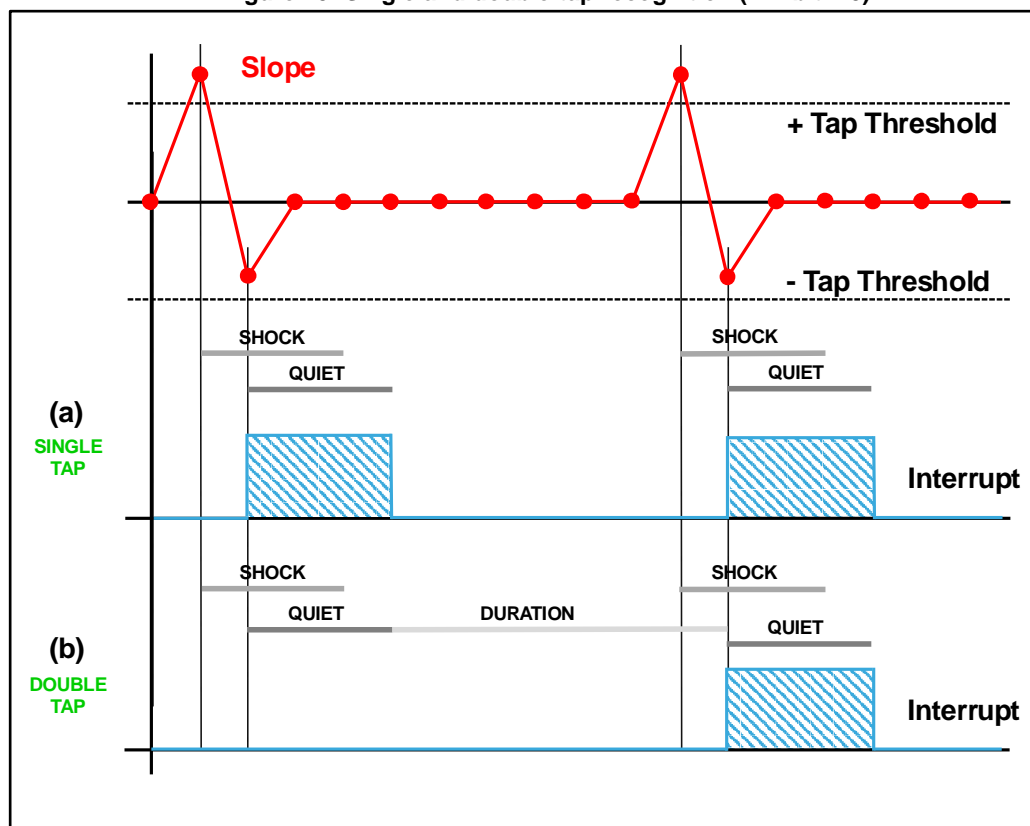 Slope
+ Tap Threshold
- Tap Threshold
SHOCK
SHOCK
QUIET
QUIET
(a)
SINGLE
TAP
Interrupt
SHOCK
SHOCK
QUIET
DURATION
QUIET
(b)
DOUBLE
TAP
Interrupt